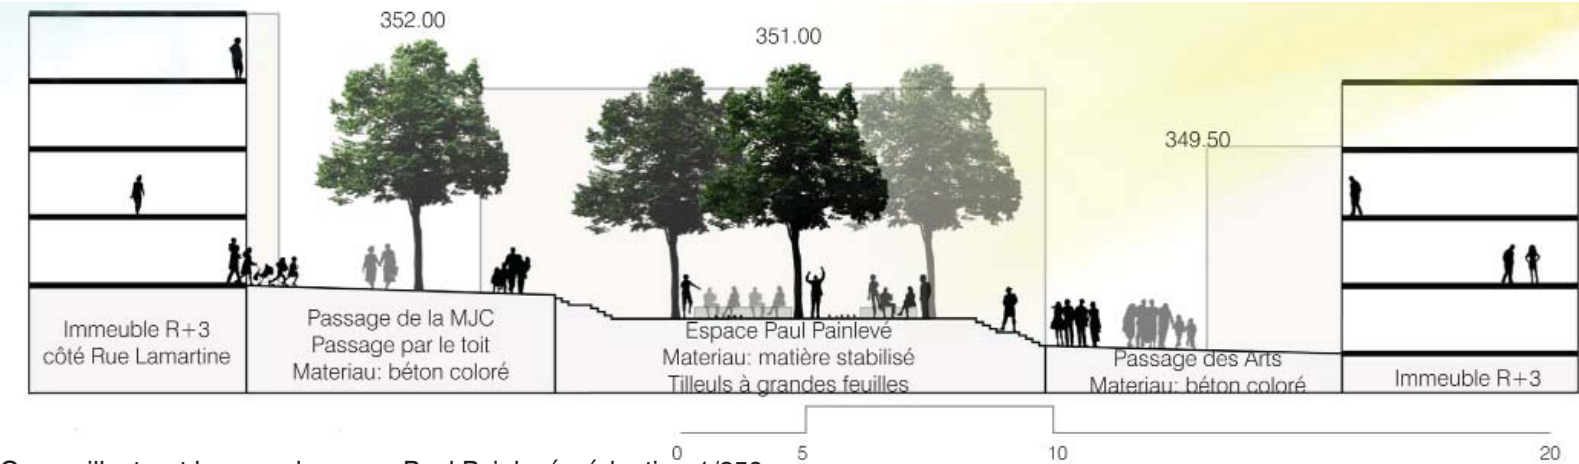 352.00
351.00
349.50
Immeuble R+3
côté Rue Lamartine
Passage de la MJC
Passage par le toit
Materiau: béton coloré
Espace Paul Painlevé
Materiau: matière stabilisé
Tilleuls à grandes feuilles
Passage des Arts
Materiau: béton coloré
Immeuble R+3
0 5 10 20